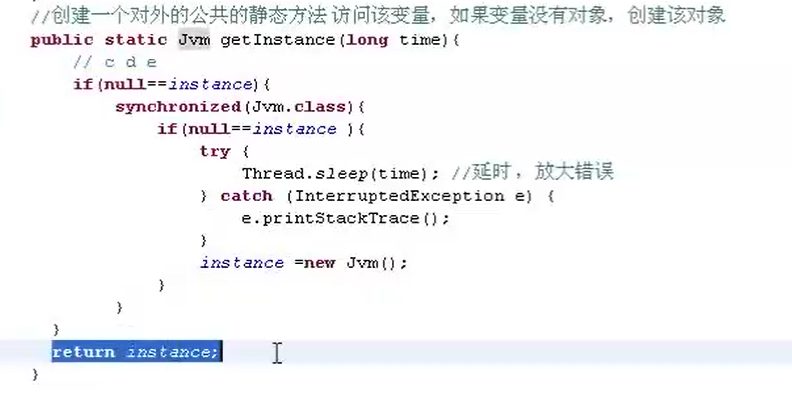 //创建一个对外的公共的静态方法 访问该变量，如果变量没有对象，创建该对象
public static Jvm getInstance(long time){
// c d e
if(null==instance){
synchronized(Jvm.class){
if(null==instance ){
try {
Thread.sleep(time); //延时，放大错误
} catch (InterruptedException e) {
e.printStackTrace();
}
instance =new Jvm();
}
}
}
return instance;
}